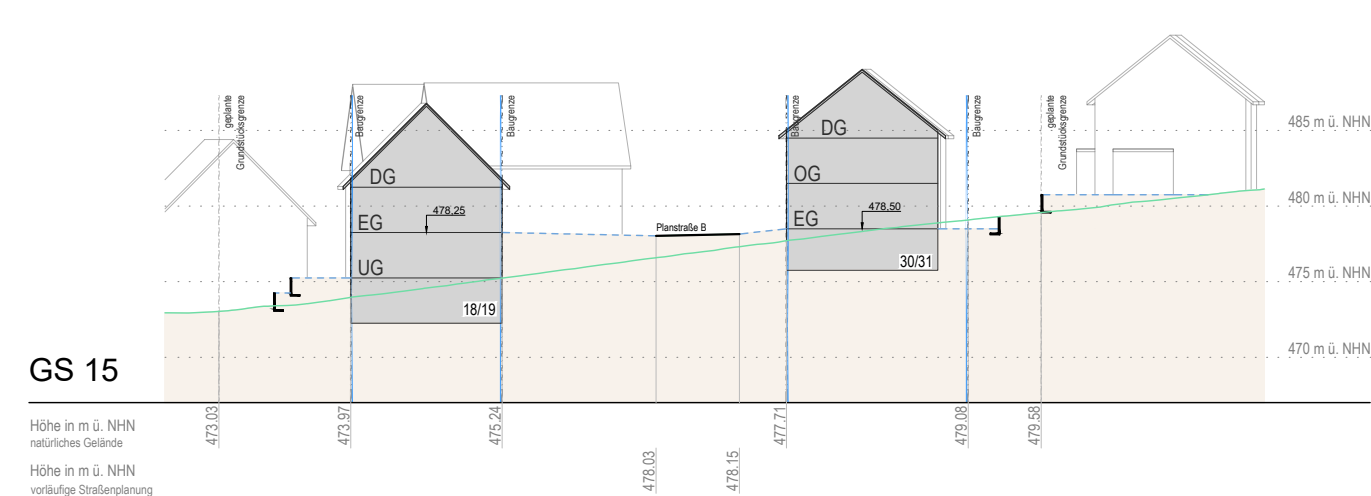 geplante
Grundstücksgrenze
Baugrenze
Baugrenze
Baugrenze
Baugrenze
geplante
Grundstücksgrenze
485 m ü. NHN
480 m ü. NHN
475 m ü. NHN
470 m ü. NHN
DG
EG
478,25
UG
18/19
Planstraße B
DG
OG
EG
478,50
30/31
GS 15
Höhe in m ü. NHN
natürliches Gelände
473.03
473.97
475.24
477.71
479.08
479.58
Höhe in m ü. NHN
vorläufige Straßenplanung
478.03
478.15